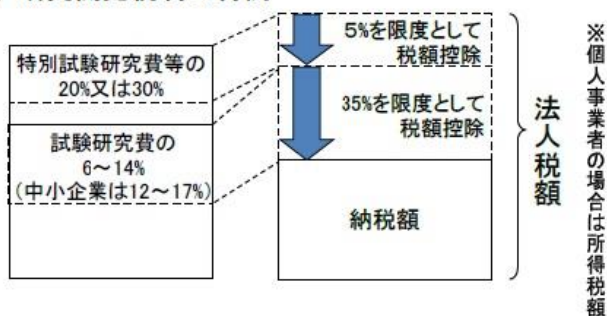 特別試験研究費等の
20%又は30%
試験研究費の
6～14%
(中小企業は12～17%)
5%を限度として
税額控除
35%を限度として
税額控除
納税額
法人税額
※個人事業者の場合は所得税額